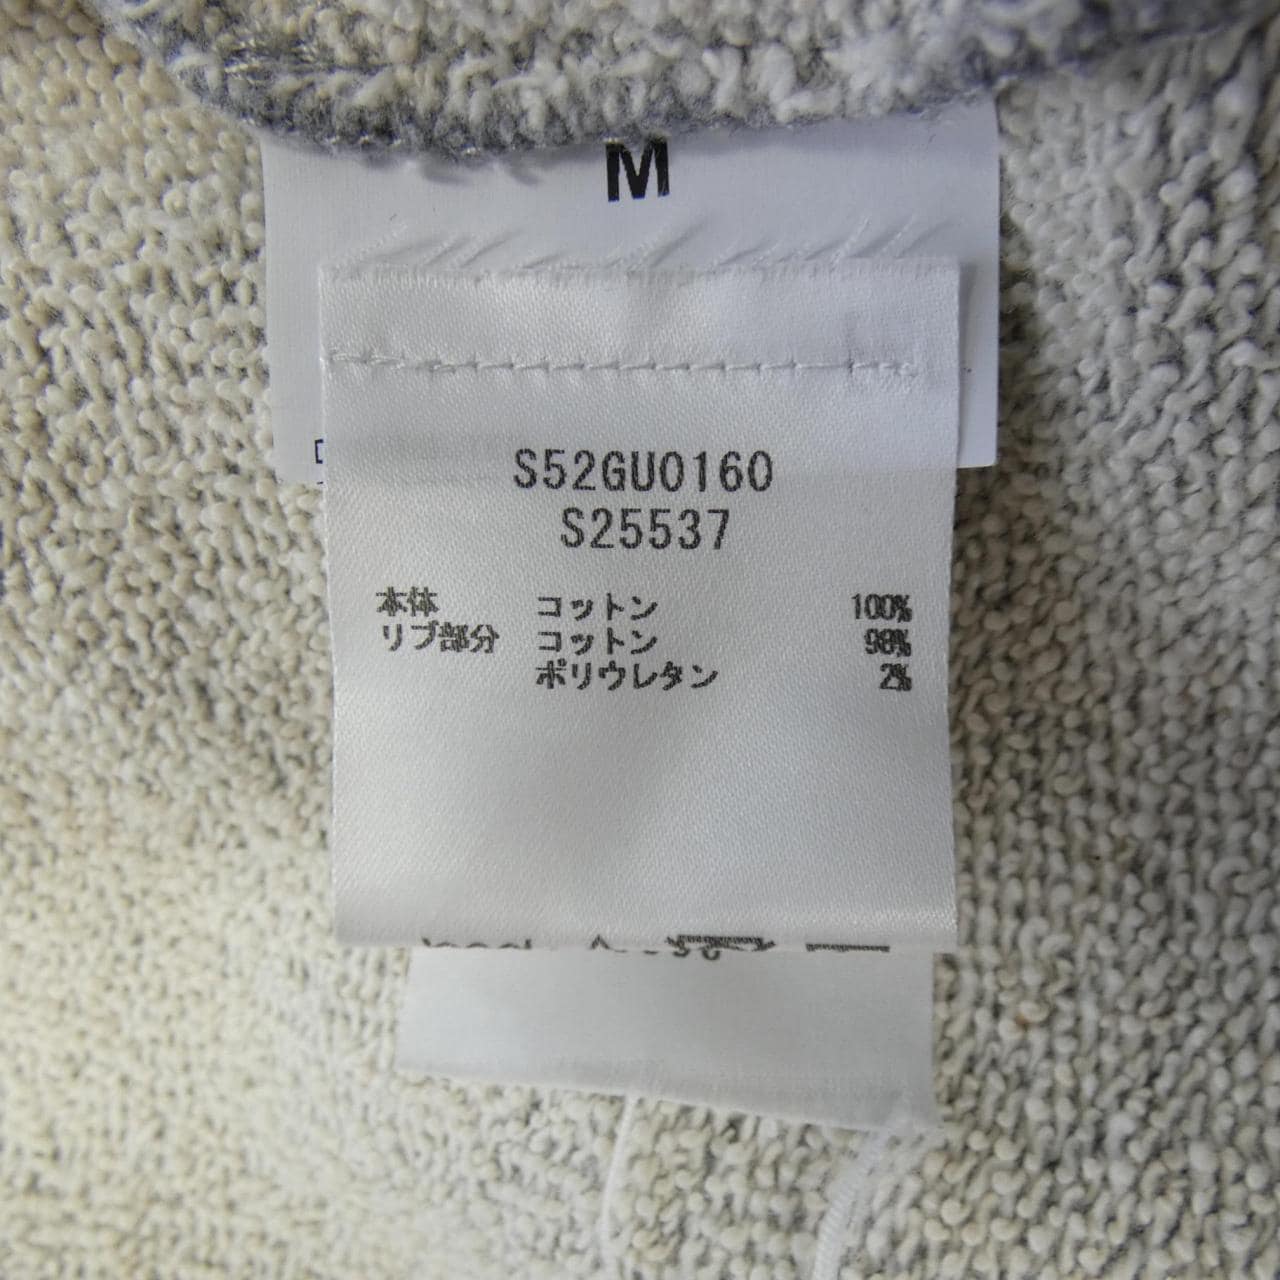 M
S52GU0160
S25537
本体 コットン 100%
リブ部分 コットン 98%
ポリウレタン 2%